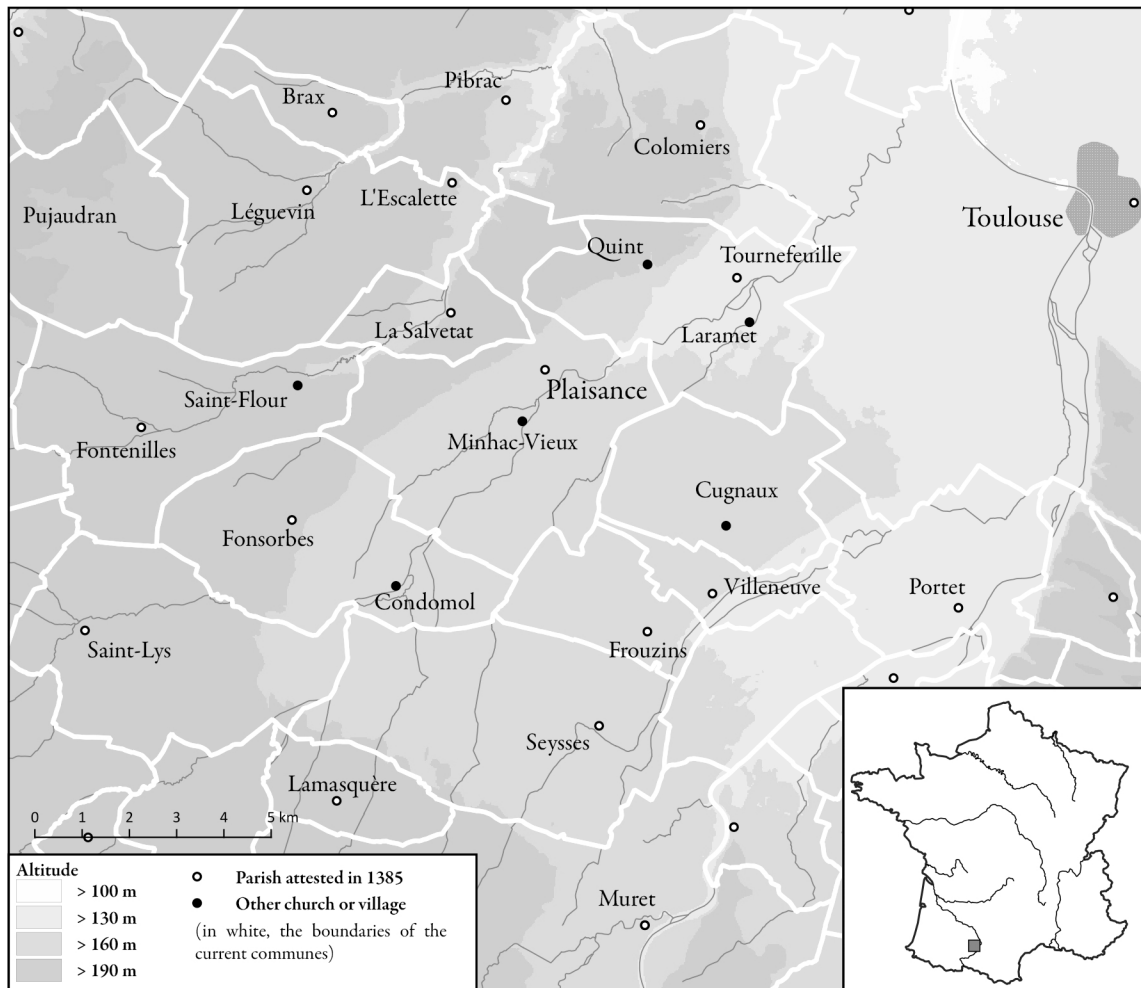 Pibrac
Brax
Colomiers
L'Escalette
Léguevin
Pujaudran
Toulouse
Quint
Tournefeuille
La Salvetat
Laramet
Saint-Flour
Plaisance
Minhac-Vieux
Fontenilles
Cugnaux
Fonsorbes
Villeneuve
Portet
Condomol
Saint-Lys
Frouzins
Seysses
Lamasquère
0 1 2 3 4 5 km
Muret
Altitude
> 100 m
> 130 m
> 160 m
> 190 m
Parish attested in 1385
Other church or village
(in white, the boundaries of the
current communes)